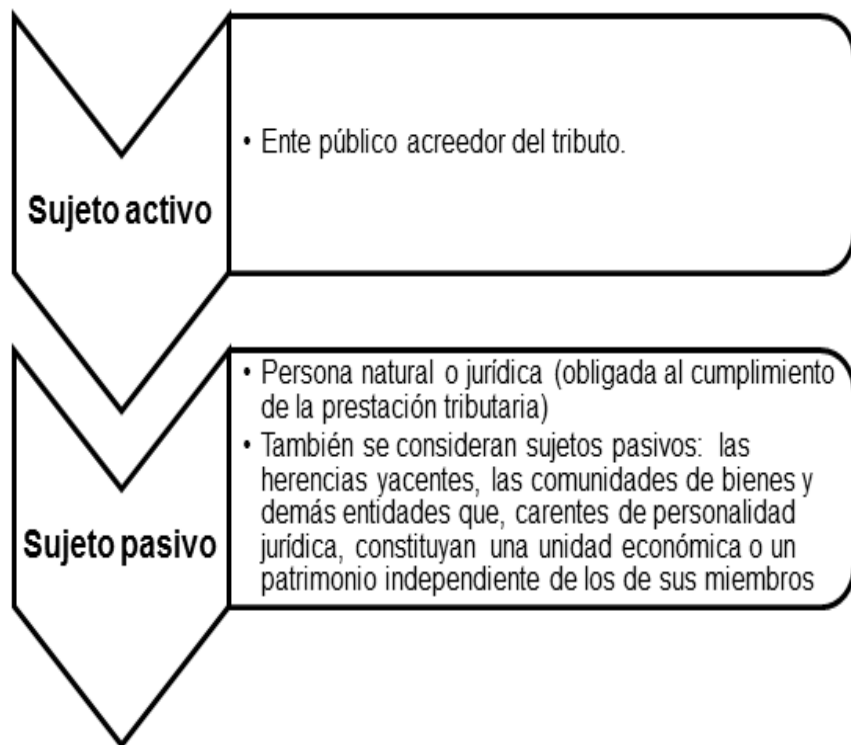 Sujeto activo
• Ente público acreedor del tributo.
Sujeto pasivo
• Persona natural o jurídica (obligada al cumplimiento
de la prestación tributaria)
• También se consideran sujetos pasivos: las
herencias yacentes, las comunidades de bienes y
demás entidades que, carentes de personalidad
jurídica, constituyan una unidad económica o un
patrimonio independiente de los de sus miembros